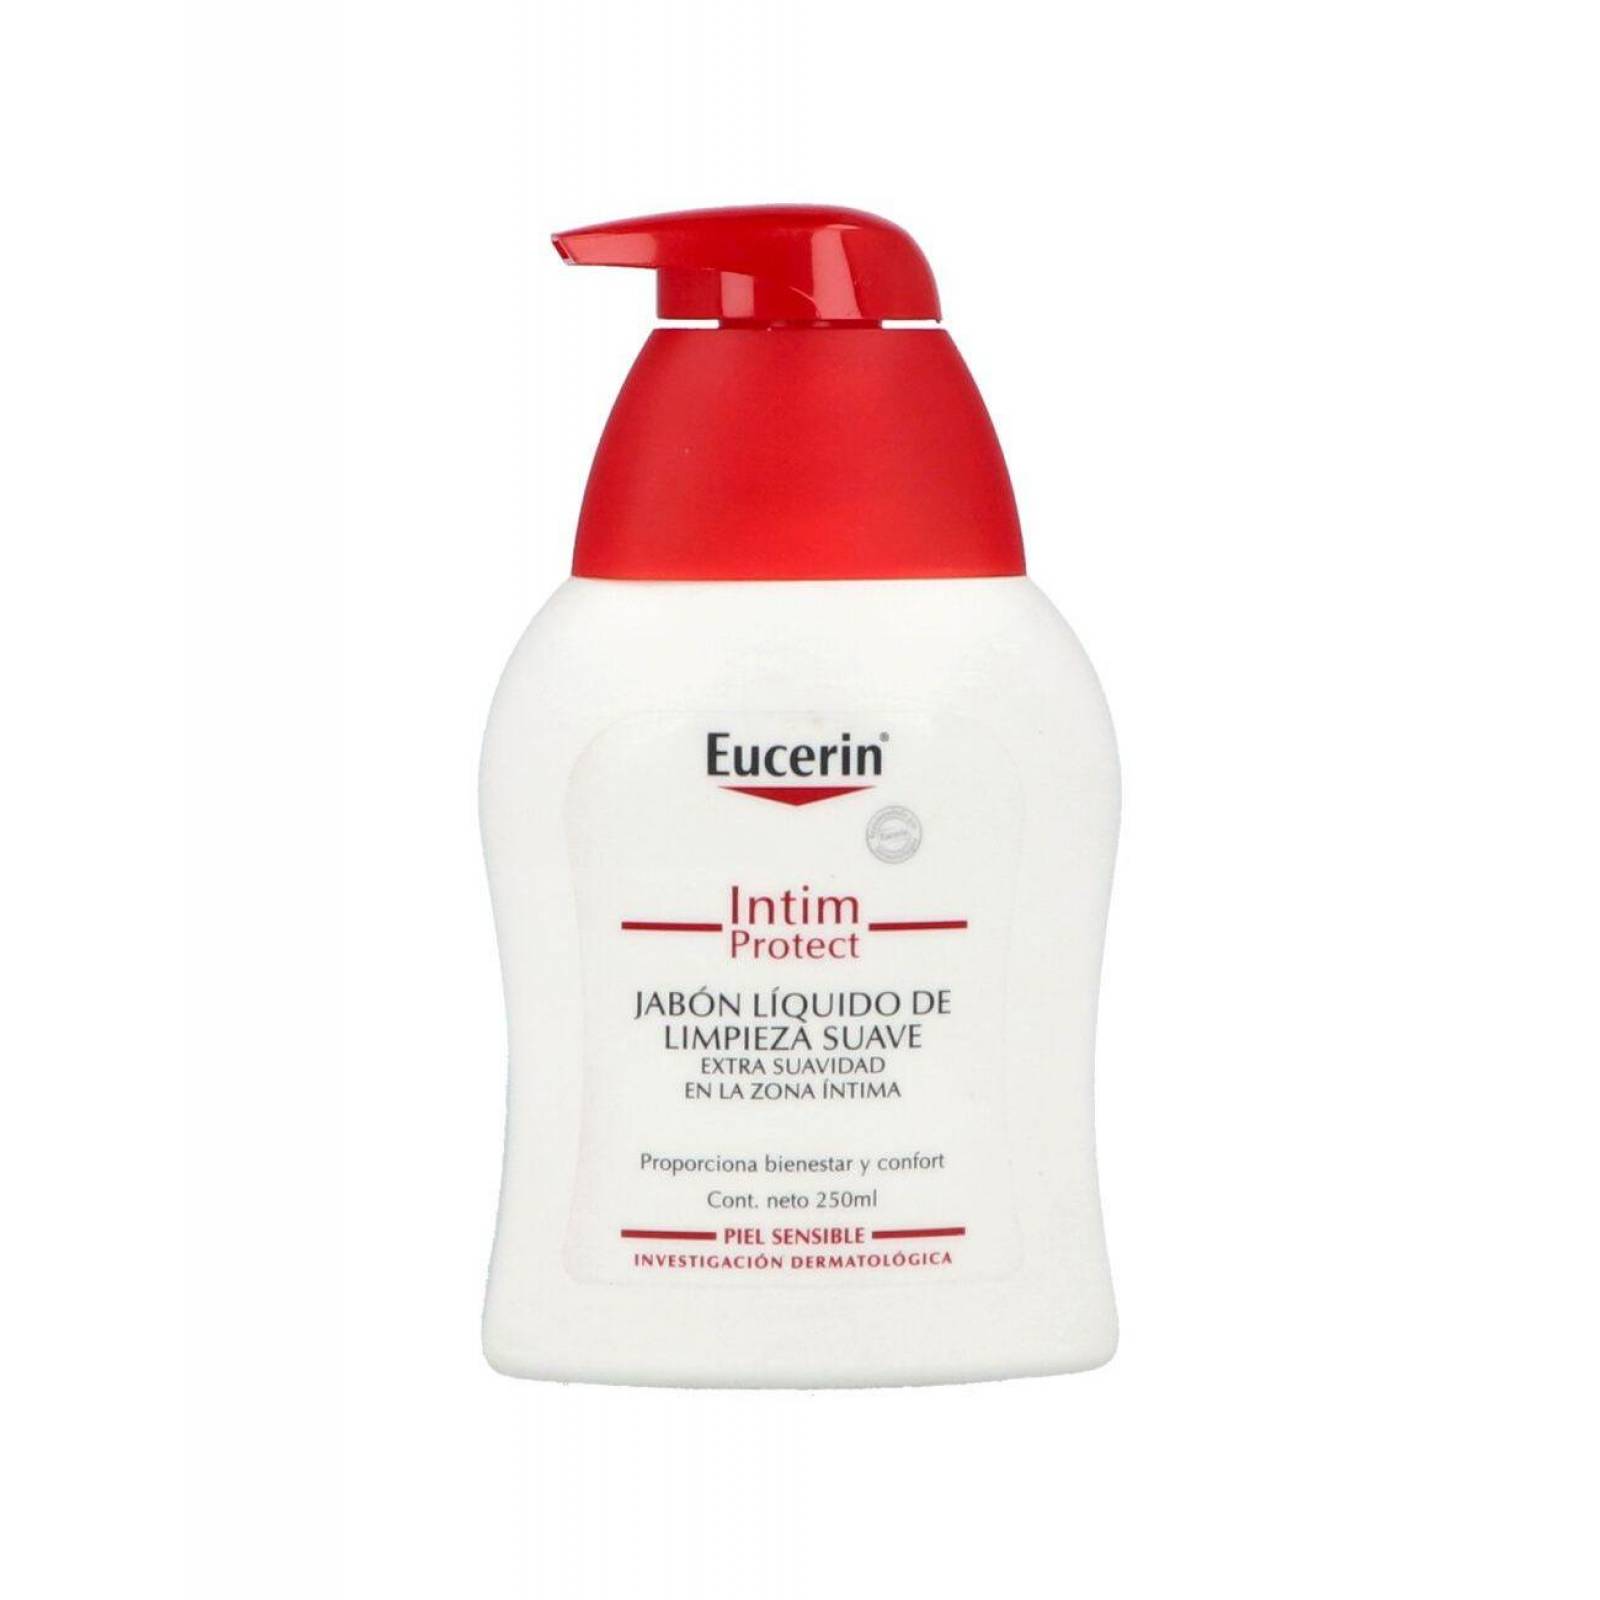 Eucerin®
Intim
Protect
JABÓN LÍQUIDO DE
LIMPIEZA SUAVE
EXTRA SUAVIDAD
EN LA ZONA ÍNTIMA
Proporciona bienestar y confort
Cont. neto 250ml
PIEL SENSIBLE
INVESTIGACIÓN DERMATOLÓGICA